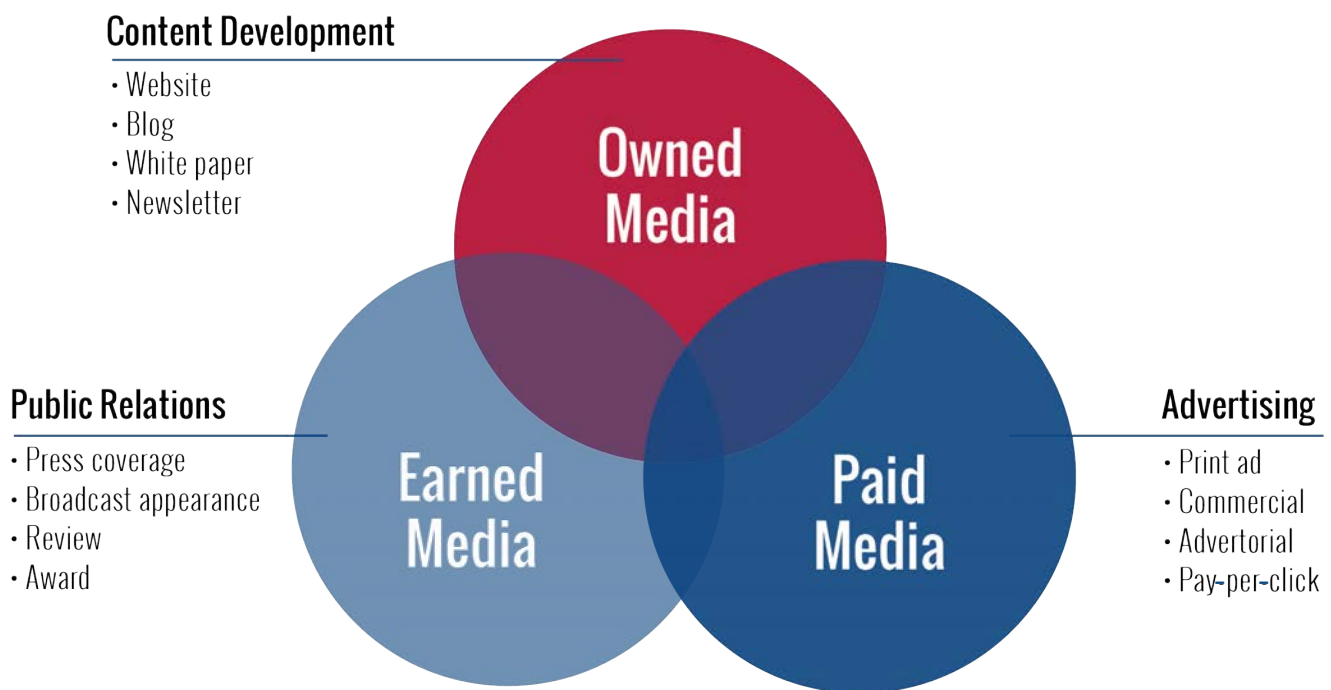 Content Development
• Website
• Blog
• White paper
• Newsletter
Owned
Media
Public Relations
• Press coverage
• Broadcast appearance
• Review
• Award
Earned
Media
Paid
Media
Advertising
• Print ad
• Commercial
• Advertorial
• Pay-per-click